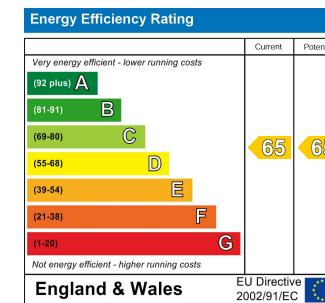 Energy Efficiency Rating
Current Poten
Very energy efficient - lower running costs
(92 plus) A
(81-91) B
(69-80) C
(55-68) D
(39-54) E
(21-38) F
(1-20) G
65 65
Not energy efficient - higher running costs
England & Wales
EU Directive
2002/91/EC